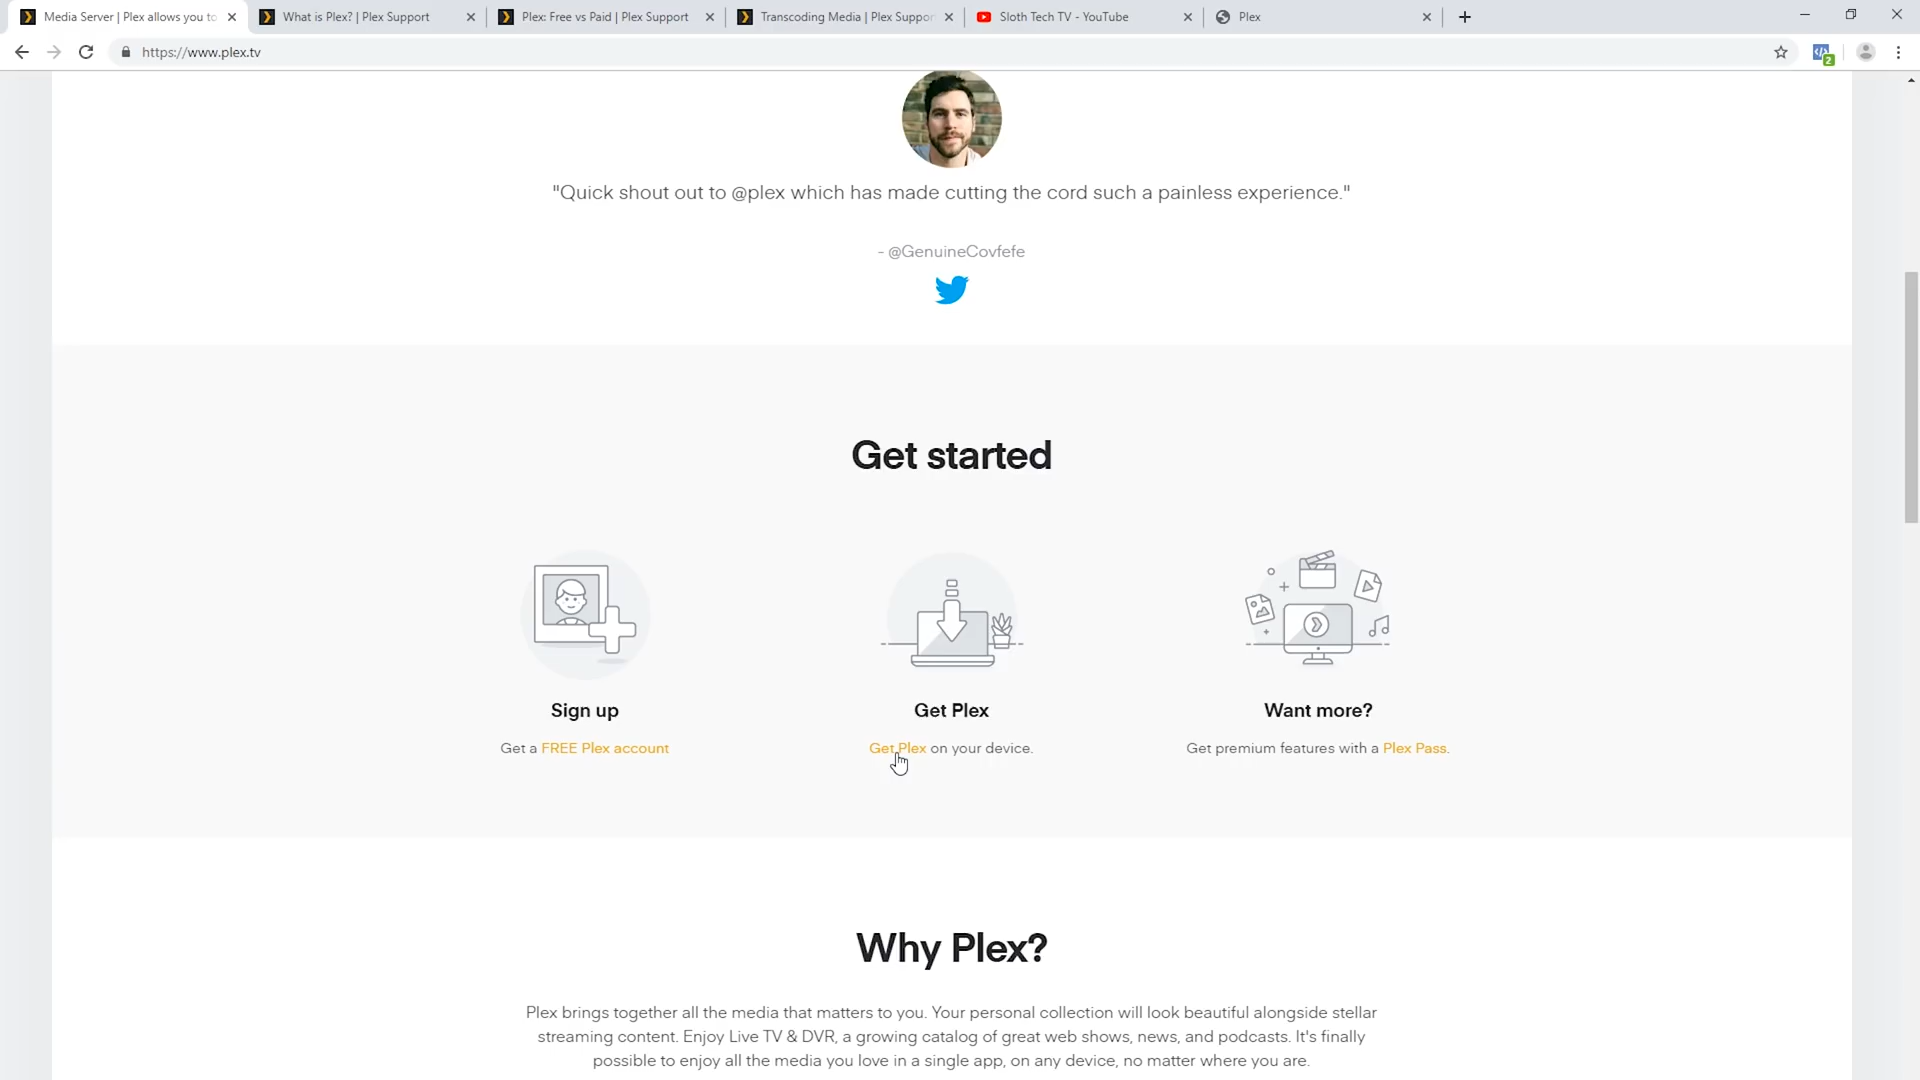 Media Server | Plex allows you to
What is Plex? | Plex Support
Plex: Free vs Paid | Plex Support
Transcoding Media | Plex Suppor
Sloth Tech TV - YouTube
Plex
https://www.plex.tv
2
"Quick shout out to @plex which has made cutting the cord such a painless experience."
- @GenuineCovfefe
Get started
Sign up
Get a FREE Plex account
Get Plex
Get Plex on your device.
Want more?
Get premium features with a Plex Pass.
Why Plex?
Plex brings together all the media that matters to you. Your personal collection will look beautiful alongside stellar
streaming content. Enjoy Live TV & DVR, a growing catalog of great web shows, news, and podcasts. It's finally
possible to enjoy all the media you love in a single app, on any device, no matter where you are.